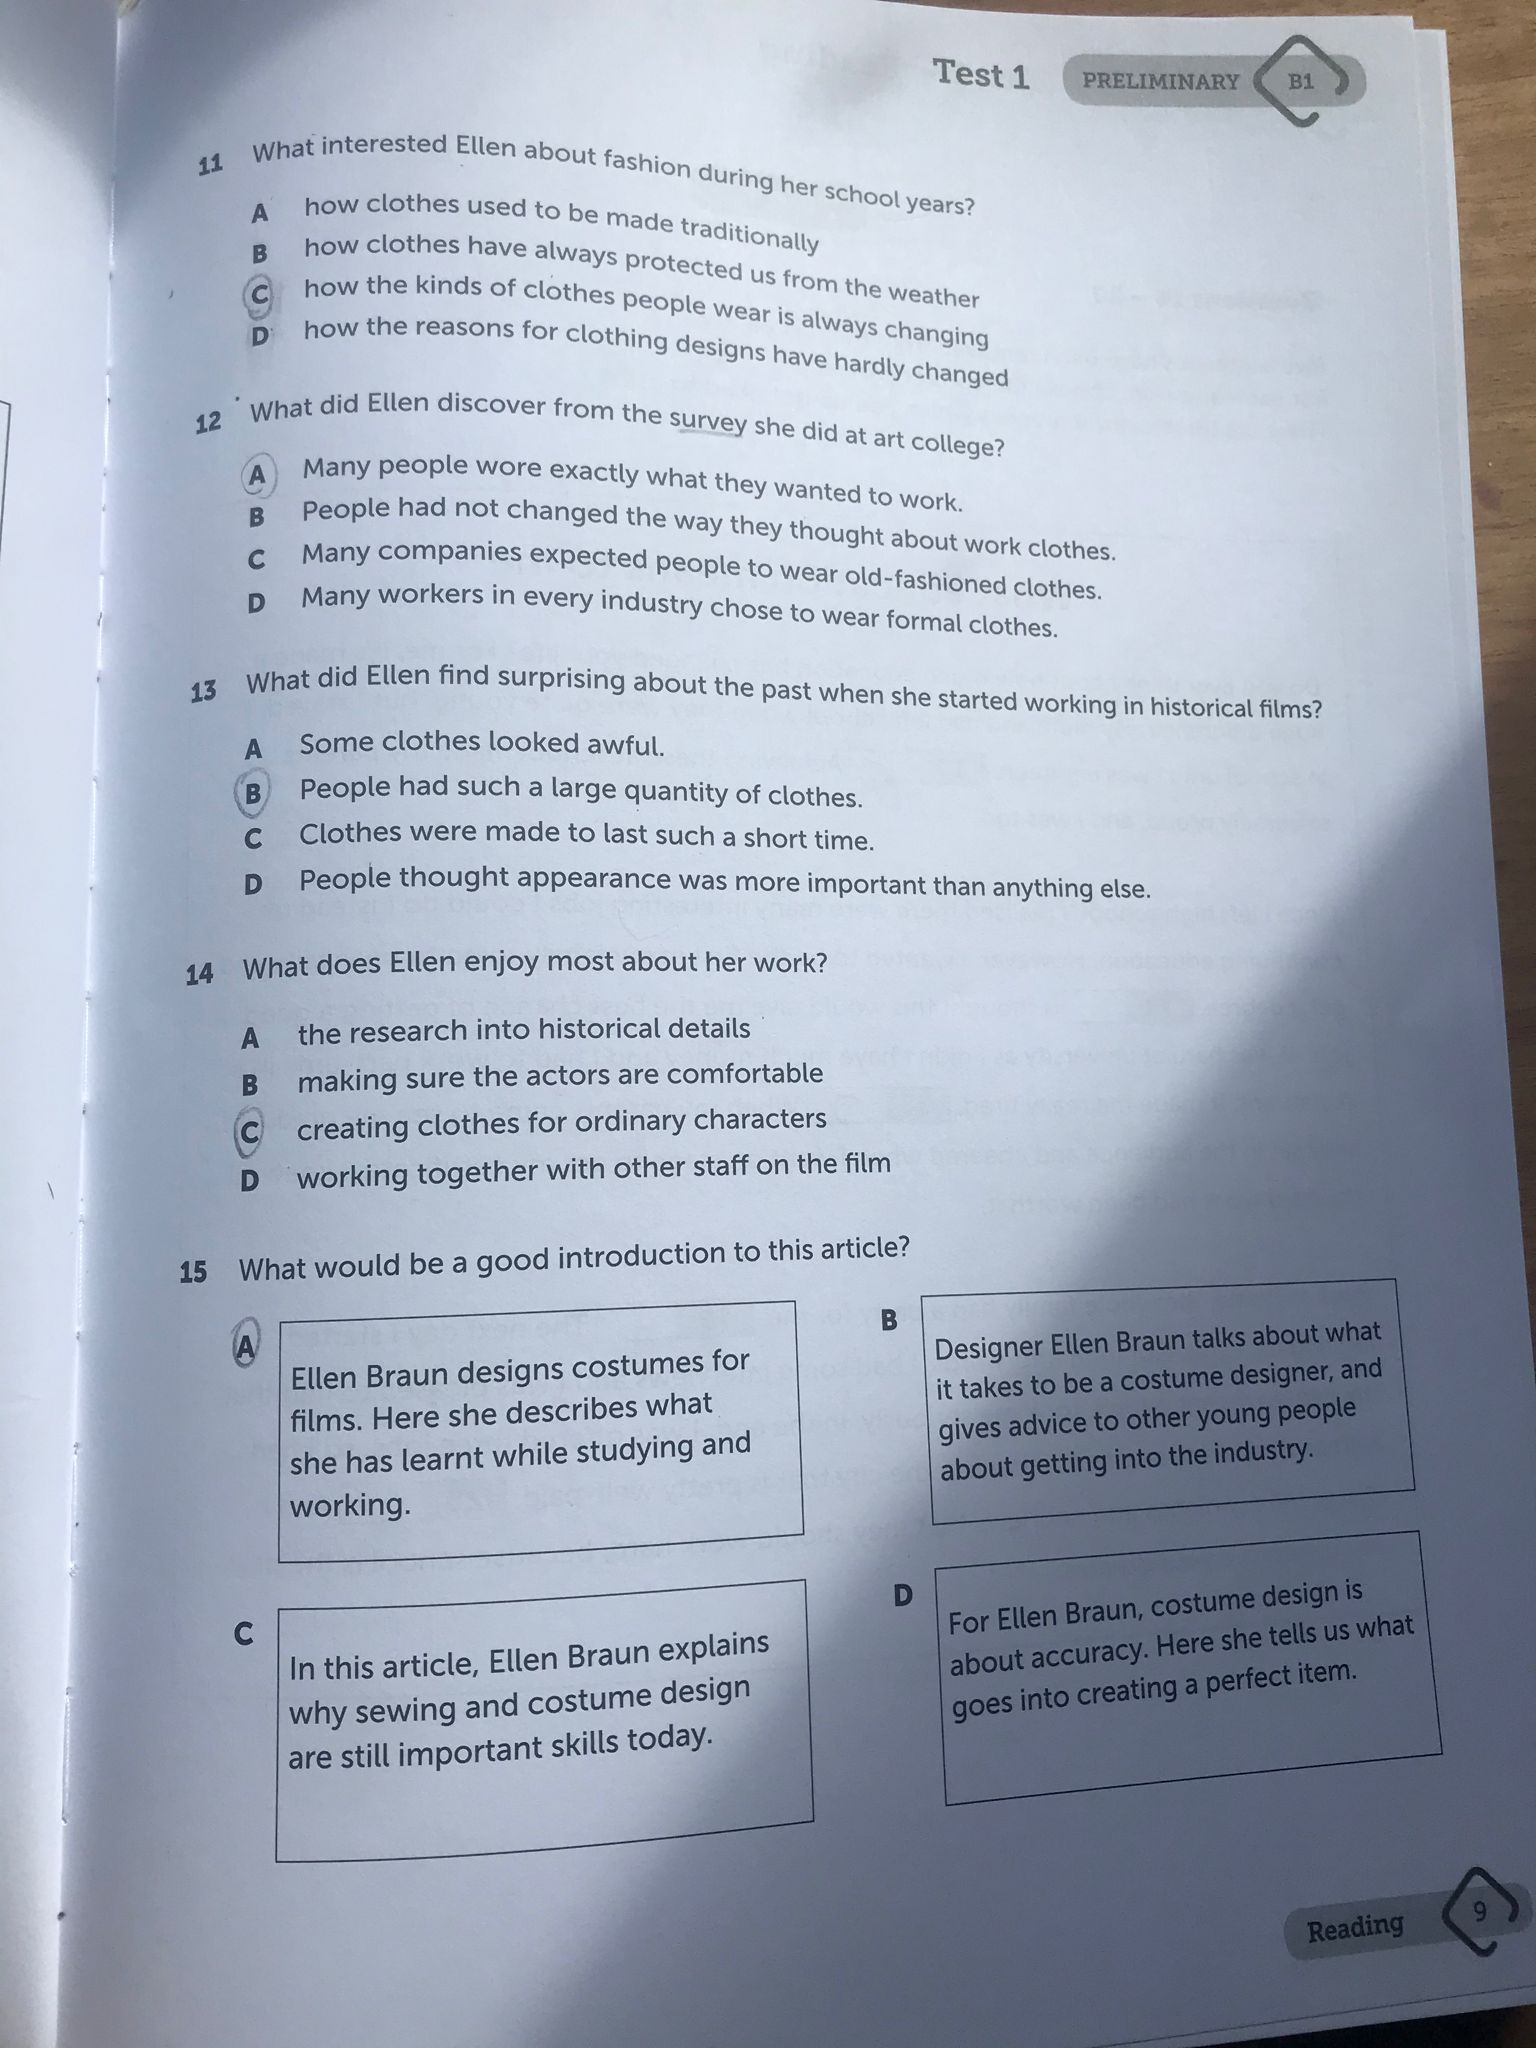 Test 1 PRELIMINARY B1
11 What interested Ellen about fashion during her school years?
A how clothes used to be made traditionally
B how clothes have always protected us from the weather
C how the kinds of clothes people wear is always changing
D how the reasons for clothing designs have hardly changed
12 What did Ellen discover from the survey she did at art college?
A Many people wore exactly what they wanted to work.
B People had not changed the way they thought about work clothes.
C Many companies expected people to wear old-fashioned clothes.
D Many workers in every industry chose to wear formal clothes.
13 What did Ellen find surprising about the past when she started working in historical films?
A Some clothes looked awful.
B People had such a large quantity of clothes.
C Clothes were made to last such a short time.
D People thought appearance was more important than anything else.
14 What does Ellen enjoy most about her work?
A the research into historical details
B making sure the actors are comfortable
C creating clothes for ordinary characters
D working together with other staff on the film
15 What would be a good introduction to this article?
A
Ellen Braun designs costumes for
films. Here she describes what
she has learnt while studying and
working.
B
Designer Ellen Braun talks about what
it takes to be a costume designer, and
gives advice to other young people
about getting into the industry.
C
In this article, Ellen Braun explains
why sewing and costume design
are still important skills today.
D
For Ellen Braun, costume design is
about accuracy. Here she tells us what
goes into creating a perfect item.
Reading 9